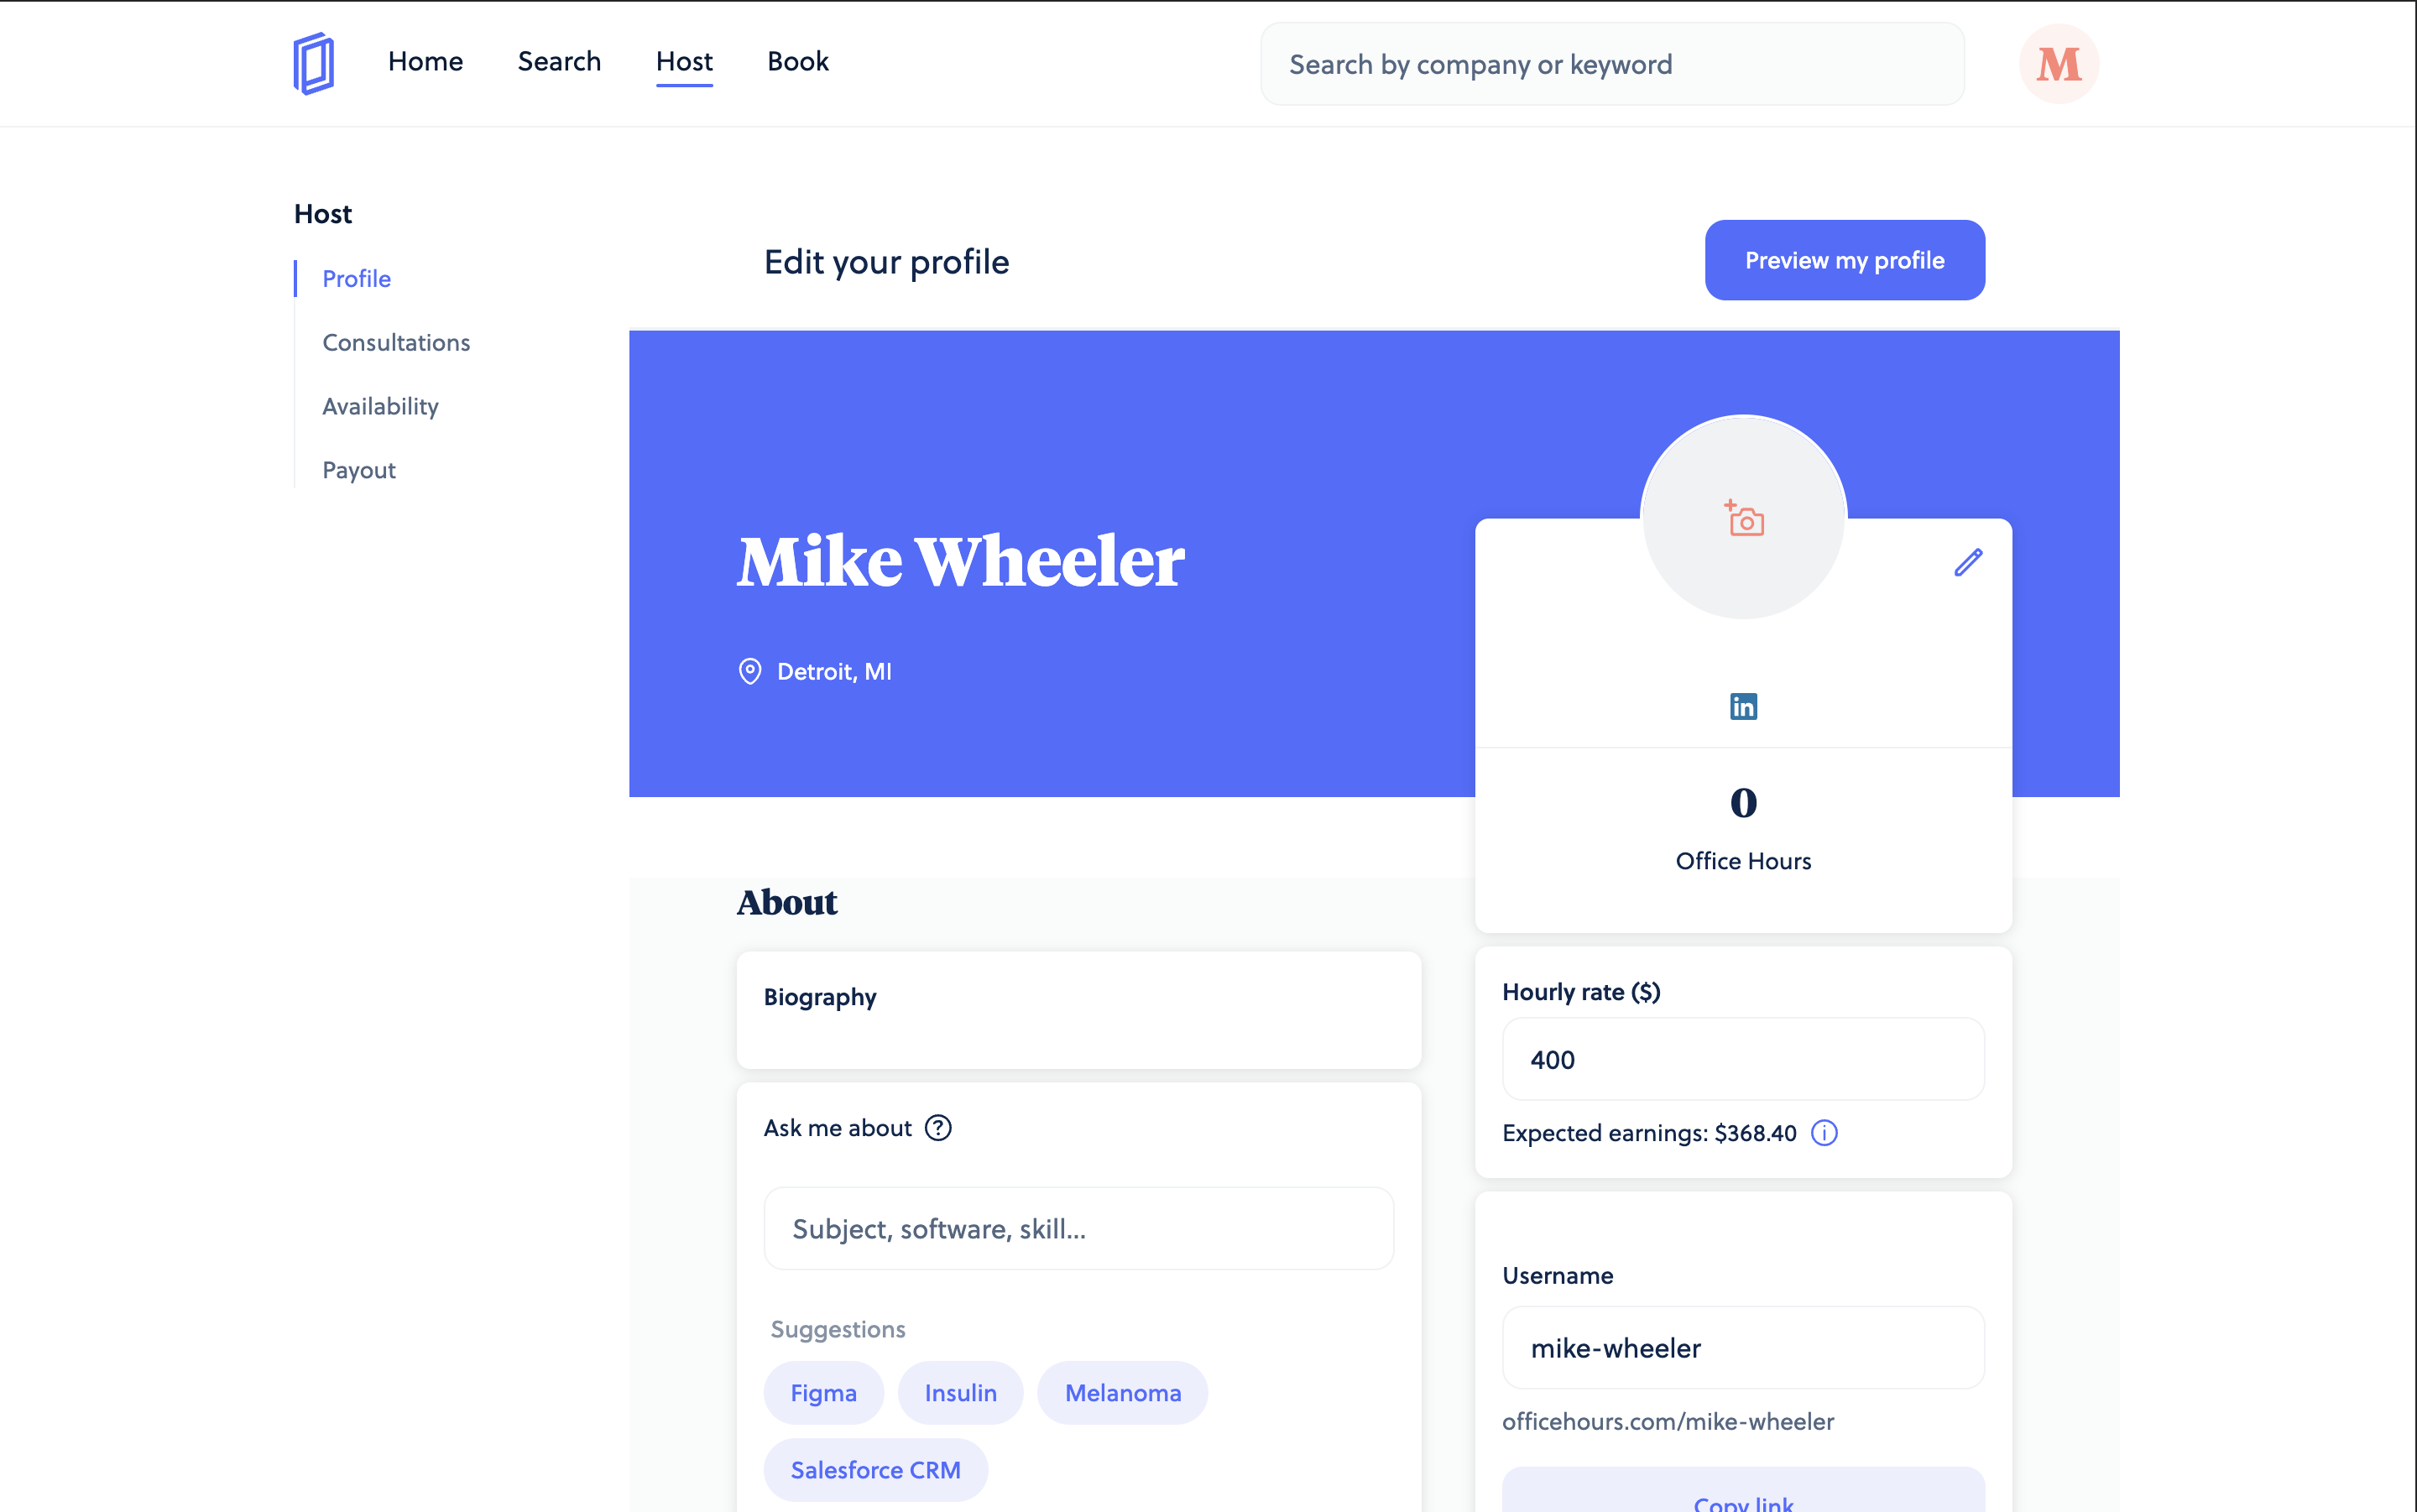 Home Search Host Book
Search by company or keyword
M
Host
Profile
Consultations
Availability
Payout
Edit your profile
Preview my profile
Mike Wheeler
Detroit, MI
in
0
Office Hours
About
Biography
Ask me about ?
Subject, software, skill...
Suggestions
Figma Insulin Melanoma
Salesforce CRM
Hourly rate ($)
400
Expected earnings: $368.40 i
Username
mike-wheeler
officehours.com/mike-wheeler
Copy link